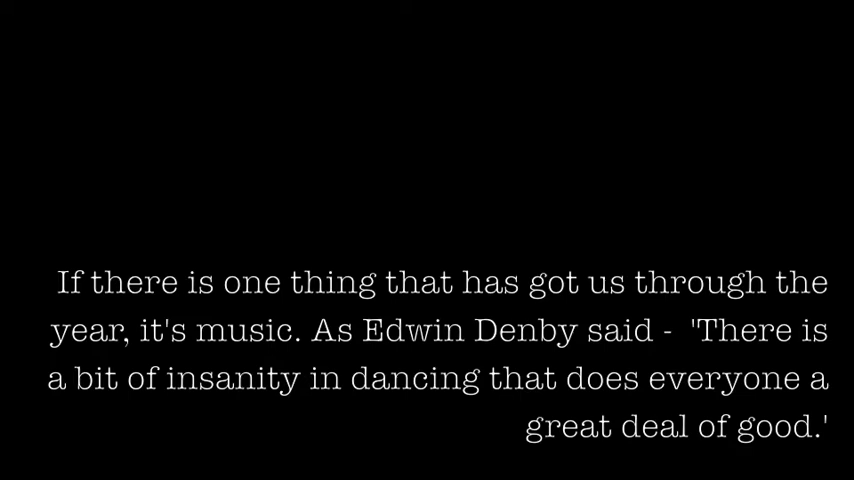 If there is one thing that has got us through the
year, it's music. As Edwin Denby said -  'There is
a bit of insanity in dancing that does everyone a
great deal of good.'